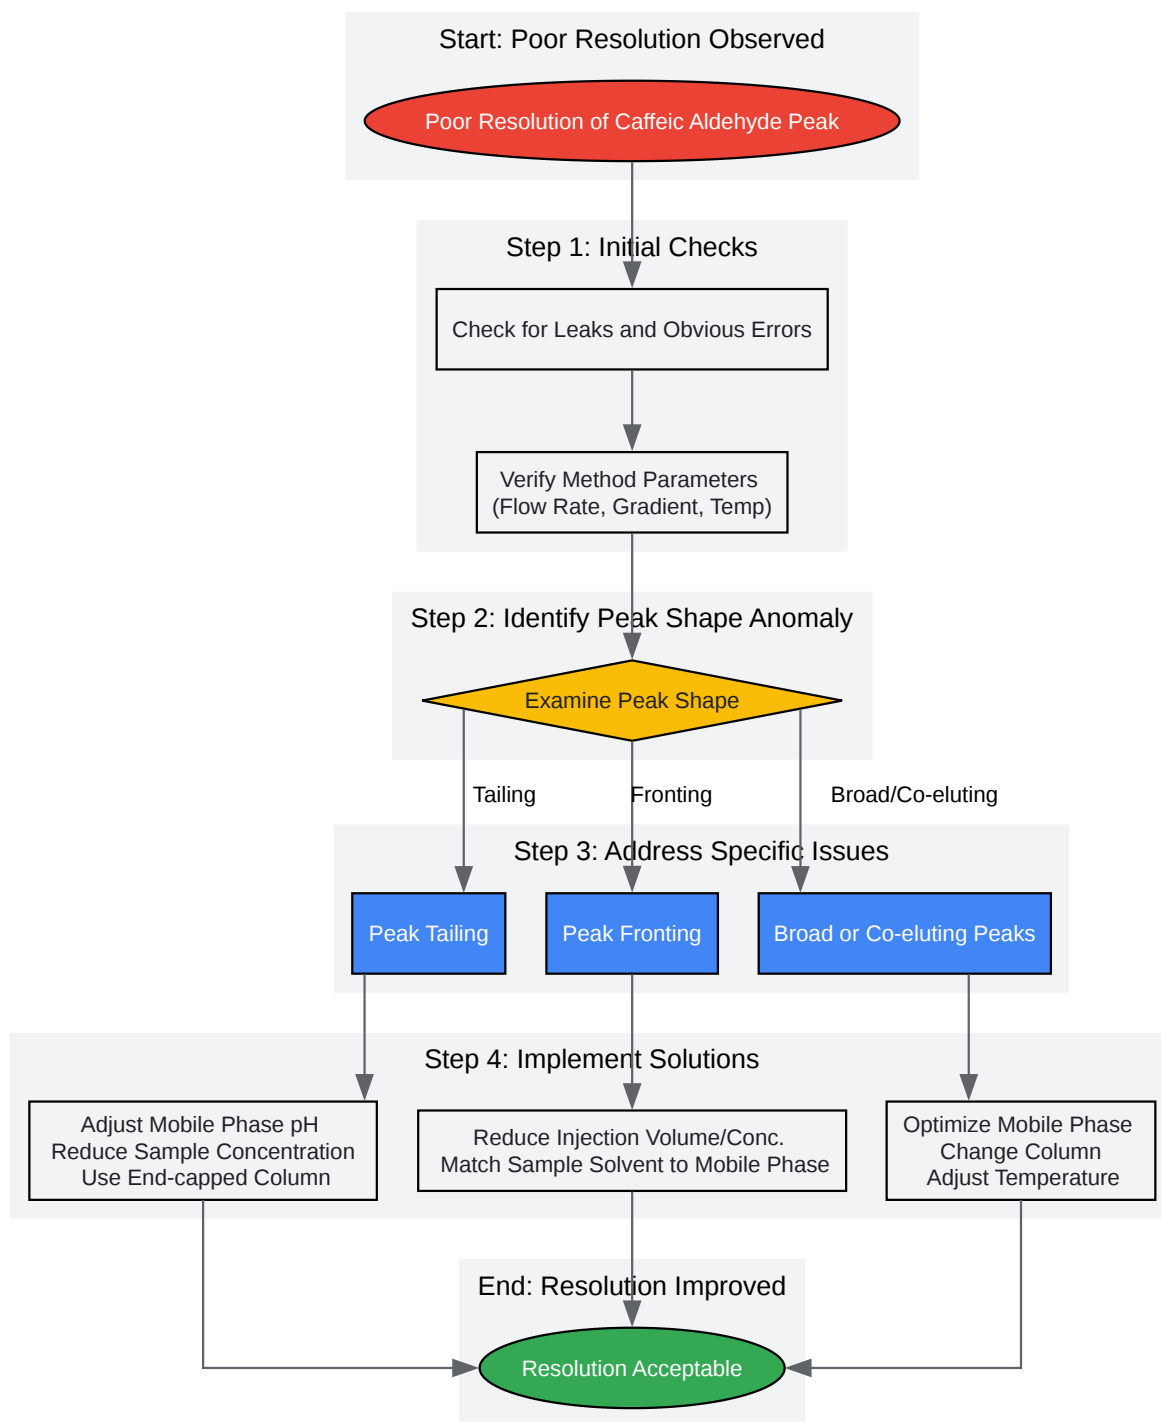 Start: Poor Resolution Observed
Poor Resolution of Caffeic Aldehyde Peak
Step 1: Initial Checks
Check for Leaks and Obvious Errors
Verify Method Parameters
(Flow Rate, Gradient, Temp)
Step 2: Identify Peak Shape Anomaly
Examine Peak Shape
Tailing
Fronting
Broad/Co-eluting
Step 3: Address Specific Issues
Peak Tailing
Peak Fronting
Broad or Co-eluting Peaks
Step 4: Implement Solutions
Adjust Mobile Phase pH
Reduce Sample Concentration
Use End-capped Column
Reduce Injection Volume/Conc.
Match Sample Solvent to Mobile Phase
Optimize Mobile Phase
Change Column
Adjust Temperature
End: Resolution Improved
Resolution Acceptable